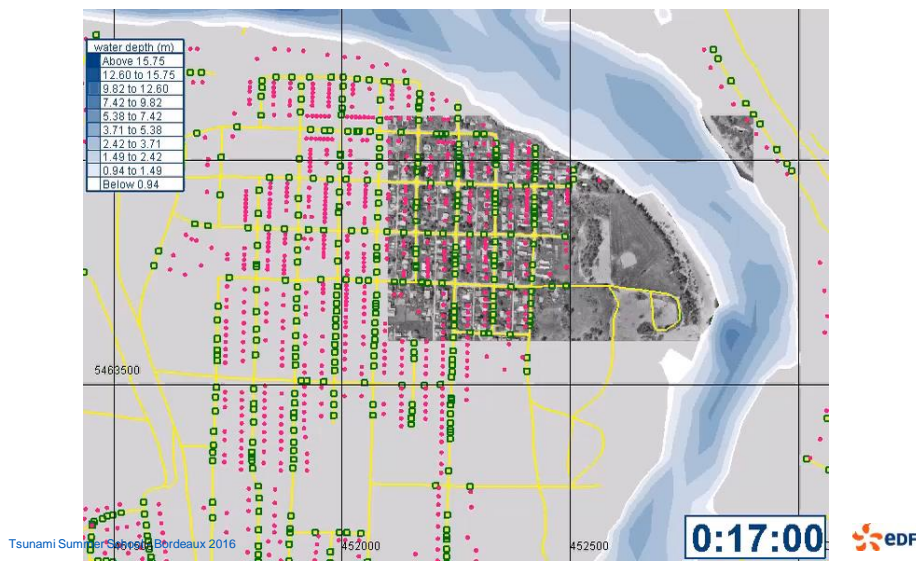 water depth (m)
Above 15.75
12.60 to 15.75
9.82 to 12.60
7.42 to 9.82
5.38 to 7.42
3.71 to 5.38
2.42 to 3.71
1.49 to 2.42
0.94 to 1.49
Below 0.94
5463500
Tsunami Summer School - Bordeaux 2016
452000
452500
0:17:00
edf